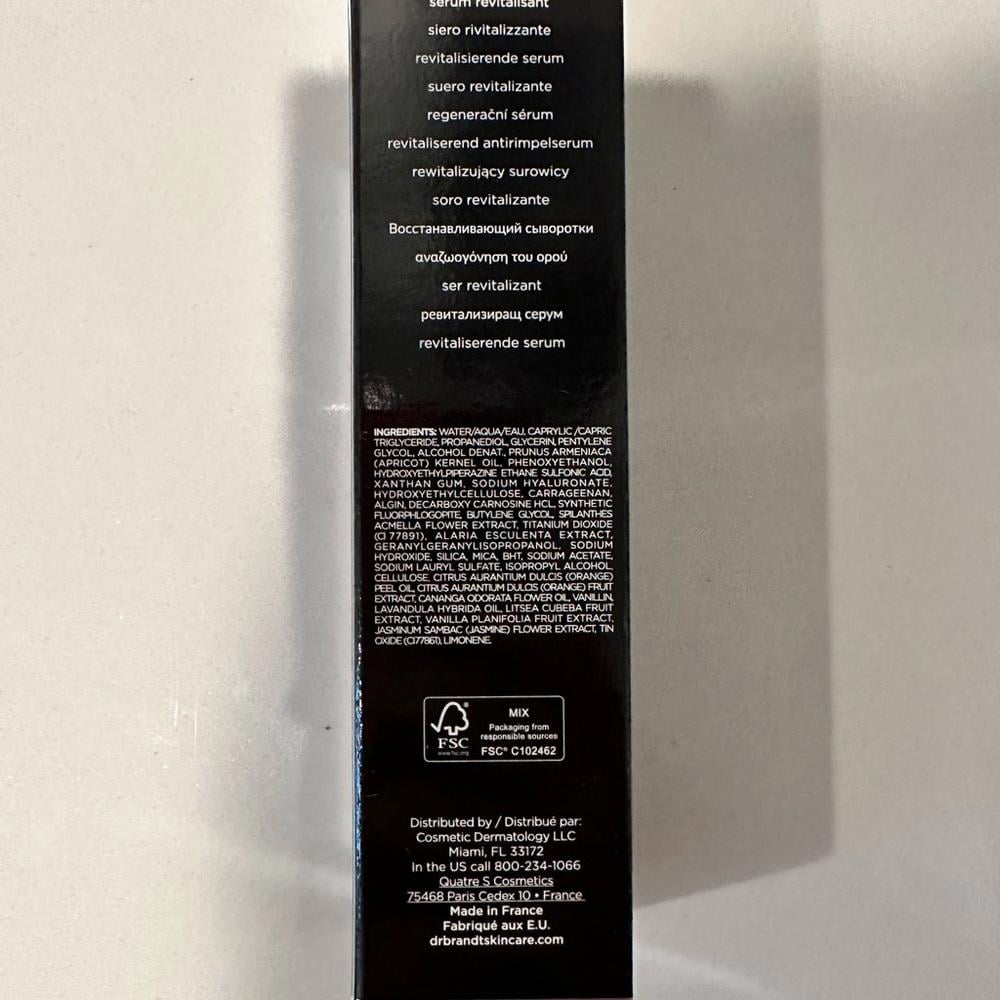 sérum revitalisant
siero rivitalizzante
revitalisierende serum
suero revitalizante
regenerační sérum
revitaliserend antirimpelserum
rewitalizujący surowicy
soro revitalizante
Восстанавливающий сыворотки
αναζωογόνηση του ορού
ser revitalizant
ревитализиращ серум
revitaliserende serum
INGREDIENTS: WATER/AQUA/EAU, CAPRYLIC /CAPRIC
TRIGLYCERIDE, PROPANEDIOL, GLYCERIN, PENTYLENE
GLYCOL, ALCOHOL DENAT., PRUNUS ARMENIACA
(APRICOT) KERNEL OIL, PHENOXYETHANOL,
HYDROXYETHYLPIPERAZINE ETHANE SULFONIC ACID,
XANTHAN GUM, SODIUM HYALURONATE,
HYDROXYETHYLCELLULOSE, CARRAGEENAN,
ALGIN, DECARBOXY CARNOSINE HCL, SYNTHETIC
FLUORPHLOGOPITE, BUTYLENE GLYCOL, SPILANTHES
ACMELLA FLOWER EXTRACT, TITANIUM DIOXIDE
(CI 77891), ALARIA ESCULENTA EXTRACT,
GERANYLGERANYLISOPROPANOL, SODIUM
HYDROXIDE, SILICA, MICA, BHT, SODIUM ACETATE,
SODIUM LAURYL SULFATE, ISOPROPYL ALCOHOL,
CELLULOSE, CITRUS AURANTIUM DULCIS (ORANGE)
PEEL OIL, CITRUS AURANTIUM DULCIS (ORANGE) FRUIT
EXTRACT, CANANGA ODORATA FLOWER OIL, VANILLIN,
LAVANDULA HYBRIDA OIL, LITSEA CUBEBA FRUIT
EXTRACT, VANILLA PLANIFOLIA FRUIT EXTRACT,
JASMINUM SAMBAC (JASMINE) FLOWER EXTRACT, TIN
OXIDE (CI77861), LIMONENE.
FSC®
www.fsc.org
MIX
Packaging from
responsible sources
FSC® C102462
Distributed by / Distribué par:
Cosmetic Dermatology LLC
Miami, FL 33172
In the US call 800-234-1066
Quatre S Cosmetics
75468 Paris Cedex 10 • France
Made in France
Fabriqué aux E.U.
drbrandtskincare.com